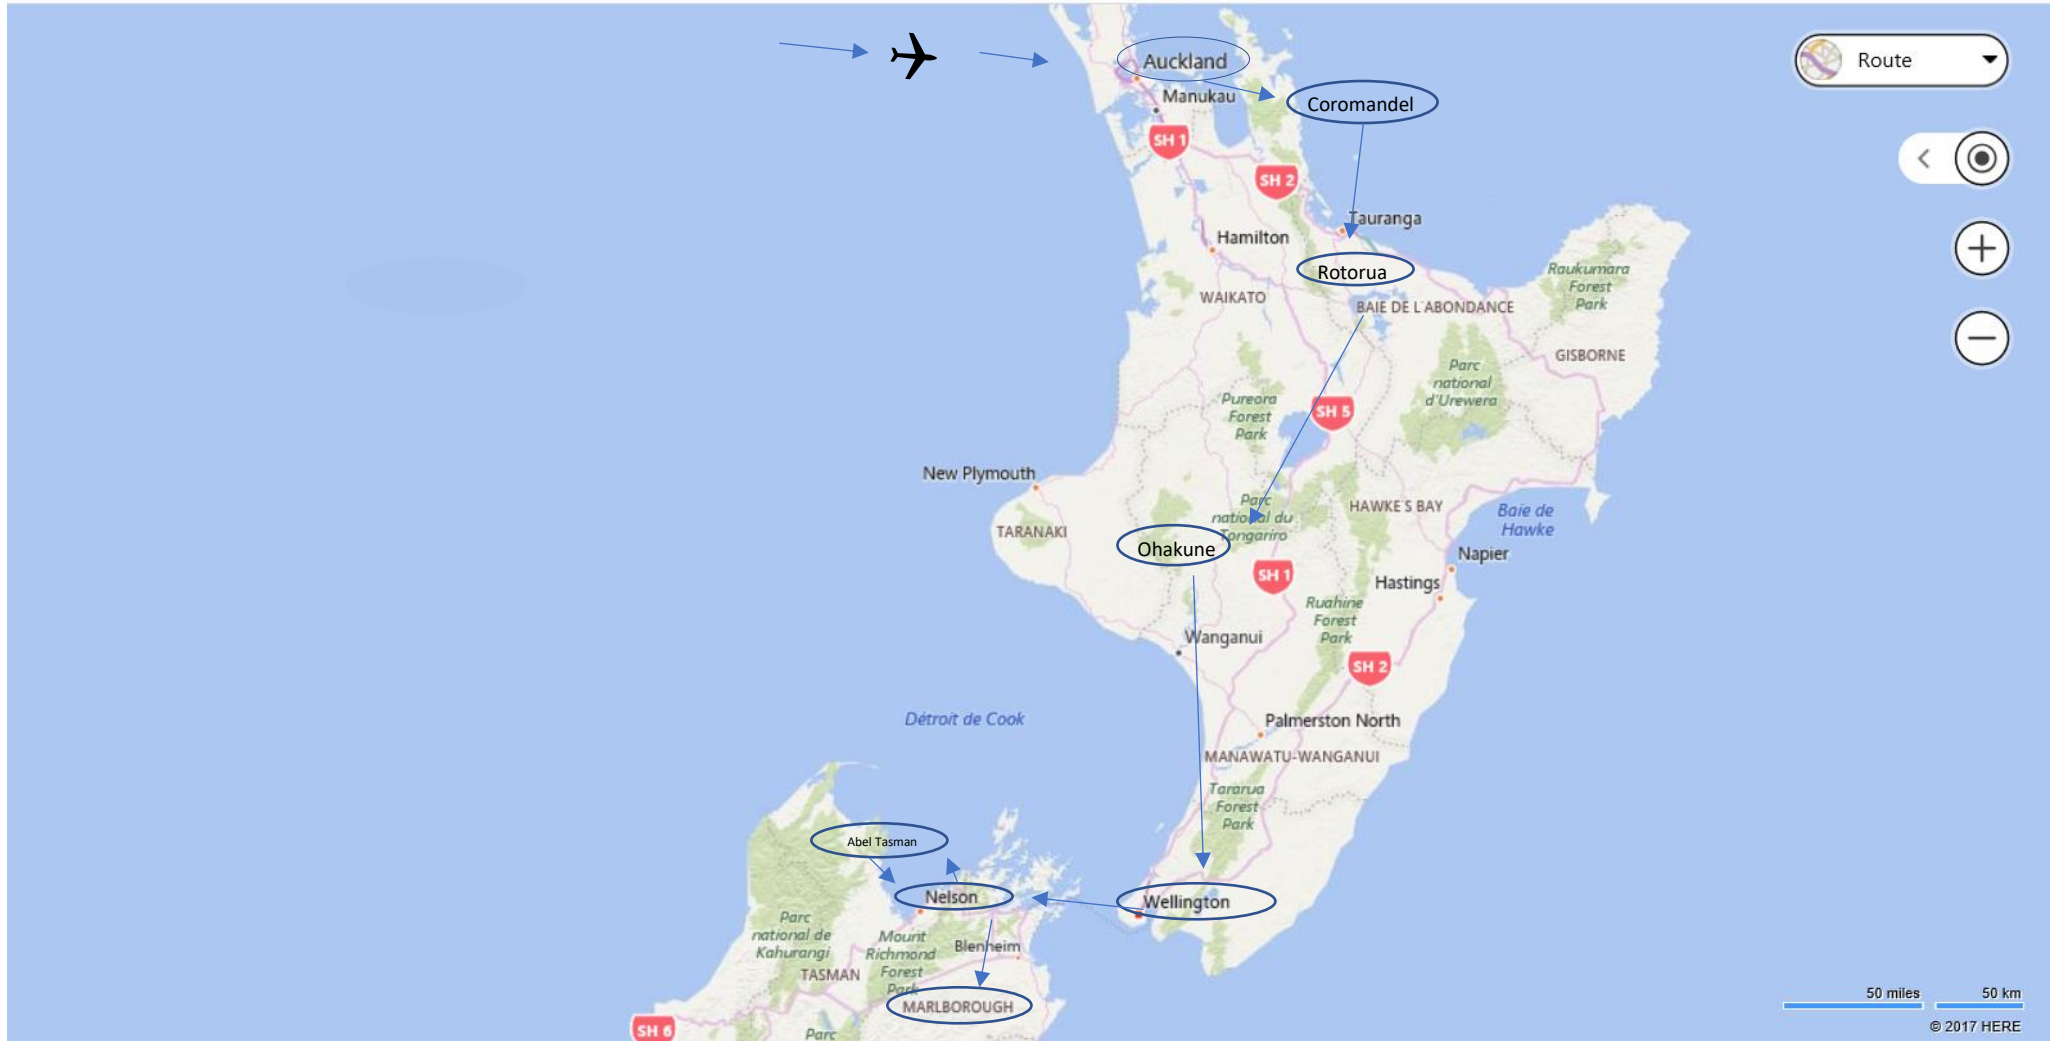 Auckland
Route
Manukau
Coromandel
SH 1
SH 2
Tauranga
Hamilton
Rotorua
Raukumara
Forest
Park
WAIKATO
BAIE DE L'ABONDANCE
GISBORNE
Parc
national
d'Urewera
Pureora
Forest
Park
SH 5
New Plymouth
Parc
national du
Tongariro
HAWKE'S BAY
Baie de
Hawke
TARANAKI
Ohakune
Napier
SH 1
Hastings
Ruahine
Forest
Park
Wanganui
SH 2
Détroit de Cook
Palmerston North
MANAWATU-WANGANUI
Tararua
Forest
Park
Abel Tasman
Nelson
Wellington
Parc
national de
Kahurangi
Mount
Richmond
Forest
Park
Blenheim
TASMAN
MARLBOROUGH
50 miles
50 km
SH 6
Parc
© 2017 HERE